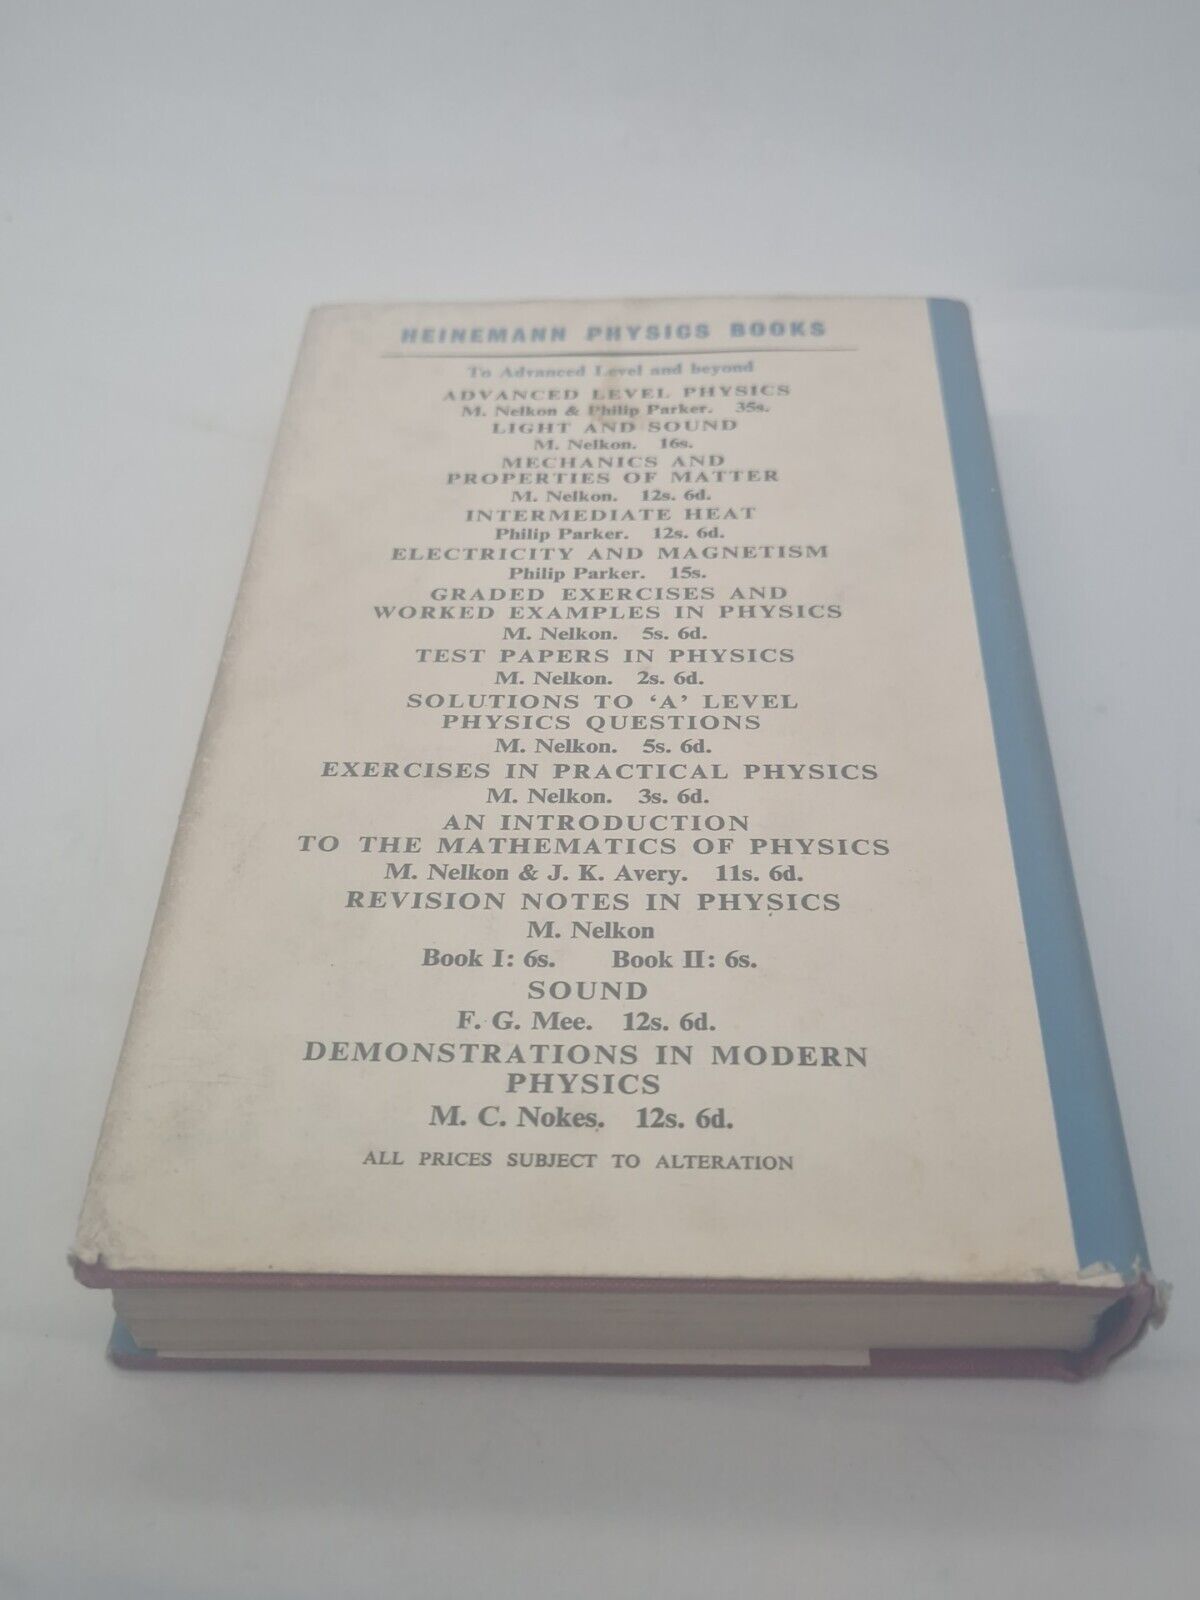 HEINEMANN PHYSICS BOOKS
To Advanced Level and beyond
ADVANCED LEVEL PHYSICS
M. Nelkon & Philip Parker. 35s.
LIGHT AND SOUND
M. Nelkon. 16s.
MECHANICS AND
PROPERTIES OF MATTER
M. Nelkon. 12s. 6d.
INTERMEDIATE HEAT
Philip Parker. 12s. 6d.
ELECTRICITY AND MAGNETISM
Philip Parker. 15s.
GRADED EXERCISES AND
WORKED EXAMPLES IN PHYSICS
M. Nelkon. 5s. 6d.
TEST PAPERS IN PHYSICS
M. Nelkon. 2s. 6d.
SOLUTIONS TO ‘A’ LEVEL
PHYSICS QUESTIONS
M. Nelkon. 5s. 6d.
EXERCISES IN PRACTICAL PHYSICS
M. Nelkon. 3s. 6d.
AN INTRODUCTION
TO THE MATHEMATICS OF PHYSICS
M. Nelkon & J. K. Avery. 11s. 6d.
REVISION NOTES IN PHYSICS
M. Nelkon
Book I: 6s. Book II: 6s.
SOUND
F. G. Mee. 12s. 6d.
DEMONSTRATIONS IN MODERN
PHYSICS
M. C. Nokes. 12s. 6d.
ALL PRICES SUBJECT TO ALTERATION